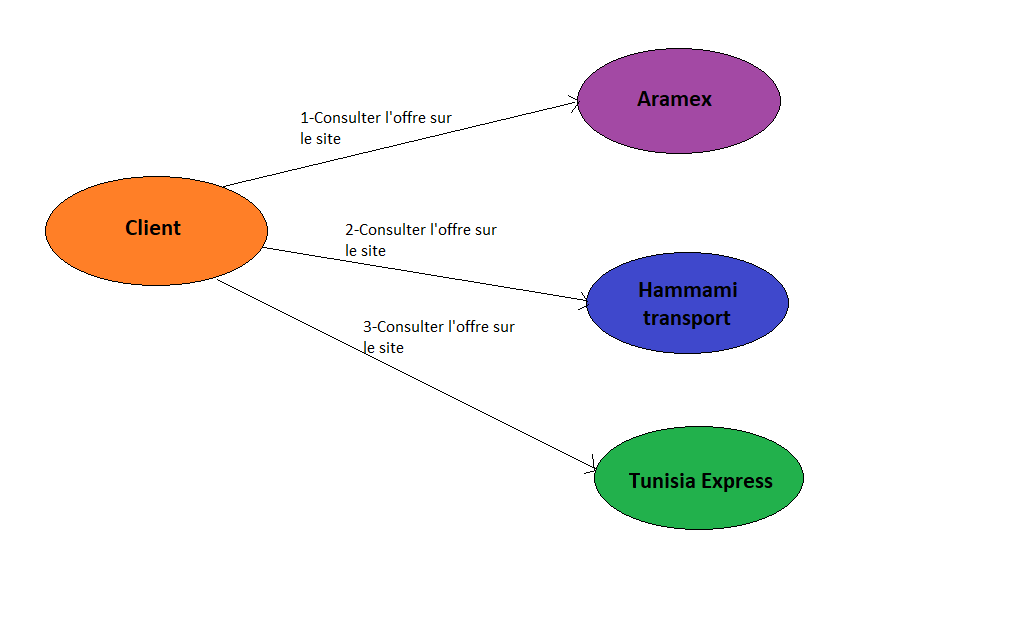 Aramex
1-Consulter l'offre sur
le site
Client
2-Consulter l'offre sur
le site
Hammami
transport
3-Consulter l'offre sur
le site
Tunisia Express